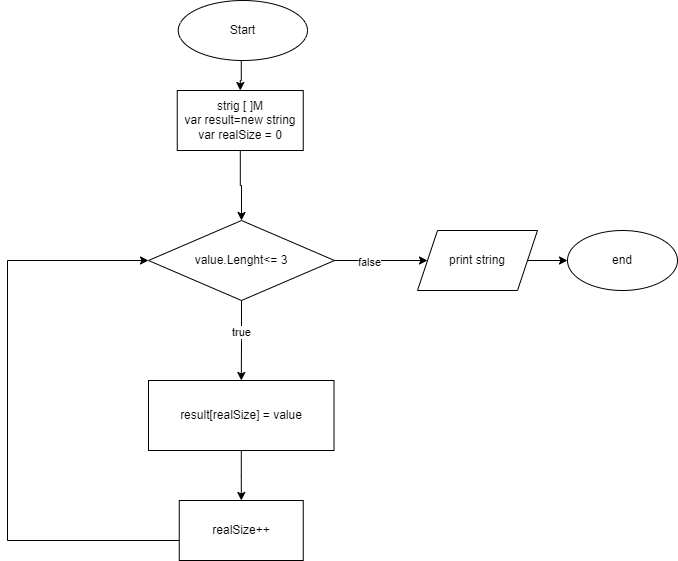 Start
strig [ ]M
var result=new string
var realSize = 0
value.Lenght<= 3
false
print string
end
true
result[realSize] = value
realSize++